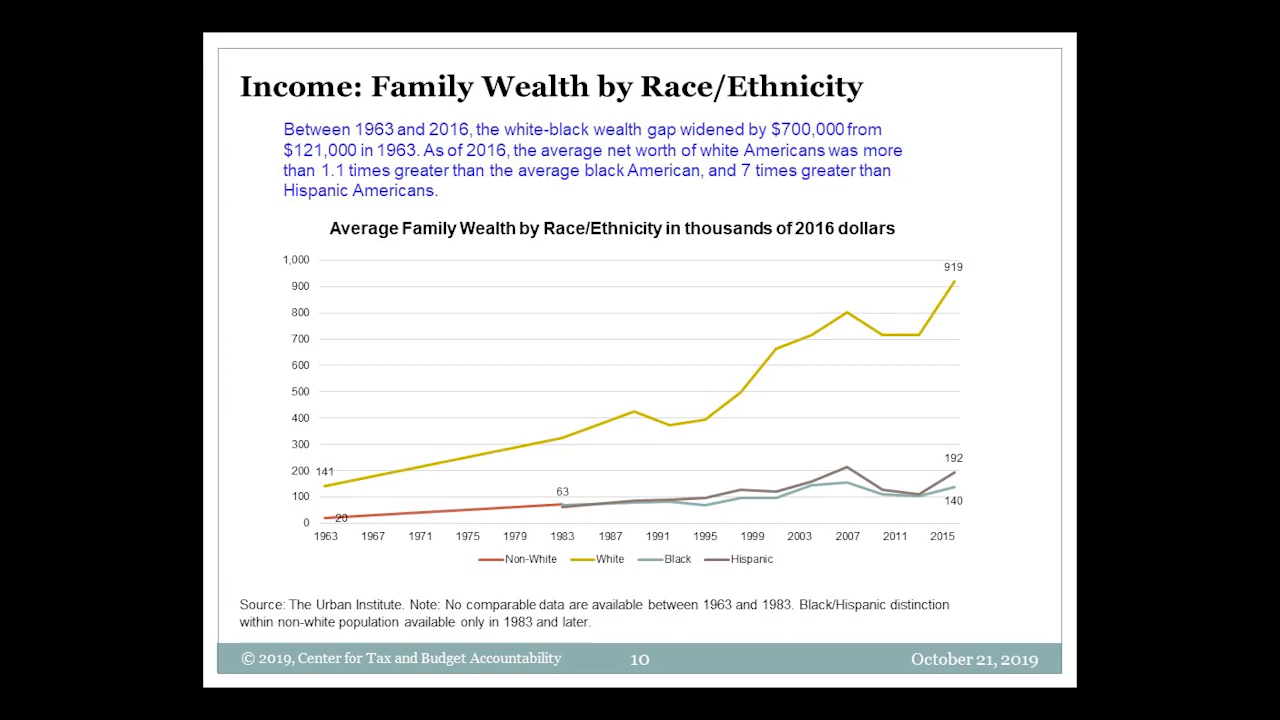 Income: Family Wealth by Race/Ethnicity
Between 1963 and 2016, the white-black wealth gap widened by $700,000 from
$121,000 in 1963. As of 2016, the average net worth of white Americans was more
than 1.1 times greater than the average black American, and 7 times greater than
Hispanic Americans.
Average Family Wealth by Race/Ethnicity in thousands of 2016 dollars
1,000
919
900
800
700
600
500
400
300
200
141
192
100
63
140
20
0
1963 1967 1971 1975 1979 1983 1987 1991 1995 1999 2003 2007 2011 2015
Non-White White Black Hispanic
Source: The Urban Institute. Note: No comparable data are available between 1963 and 1983. Black/Hispanic distinction
within non-white population available only in 1983 and later.
© 2019, Center for Tax and Budget Accountability 10 October 21, 2019